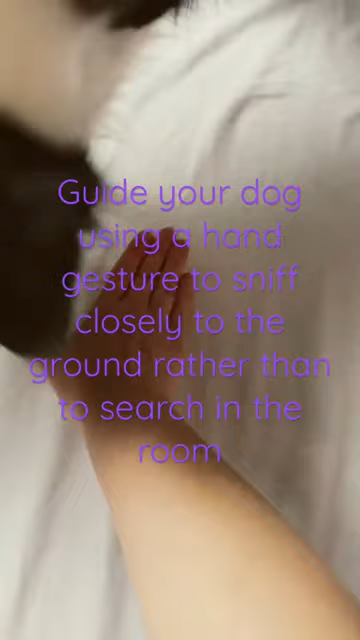 Guide your dog
using a hand
gesture to sniff
closely to the
ground rather than
to search in the
room